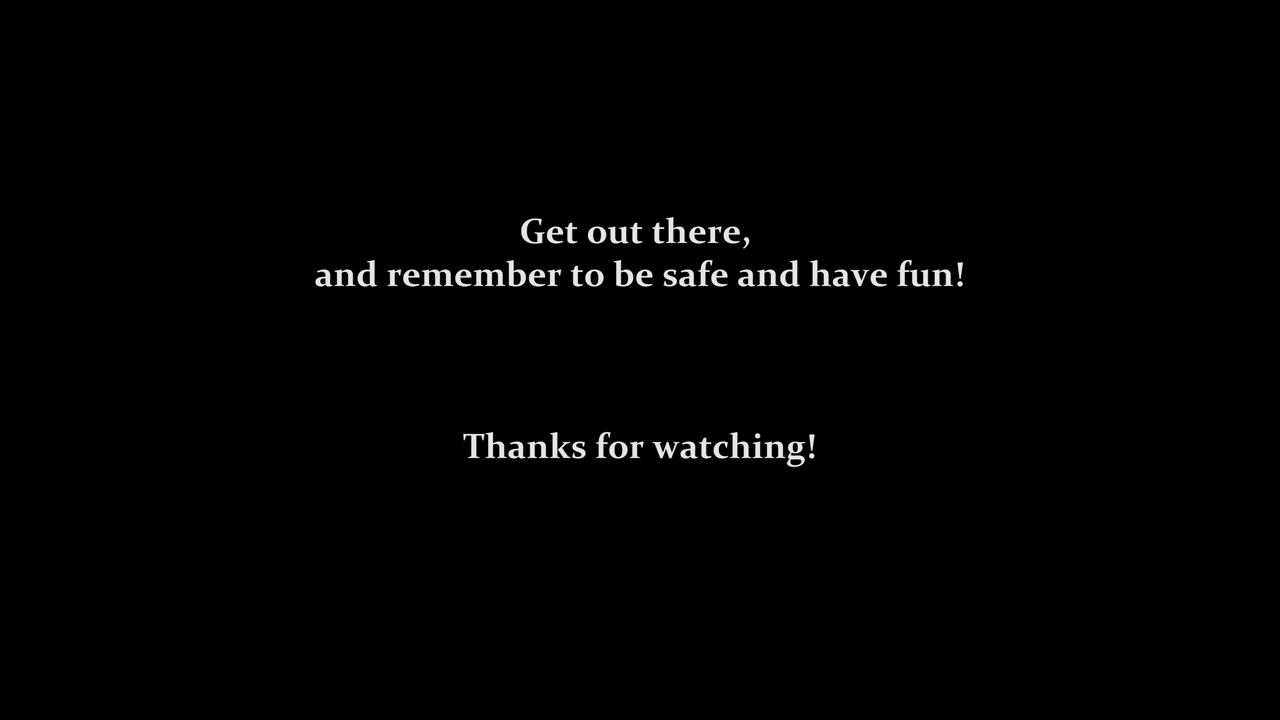 Get out there,
and remember to be safe and have fun!
Thanks for watching!